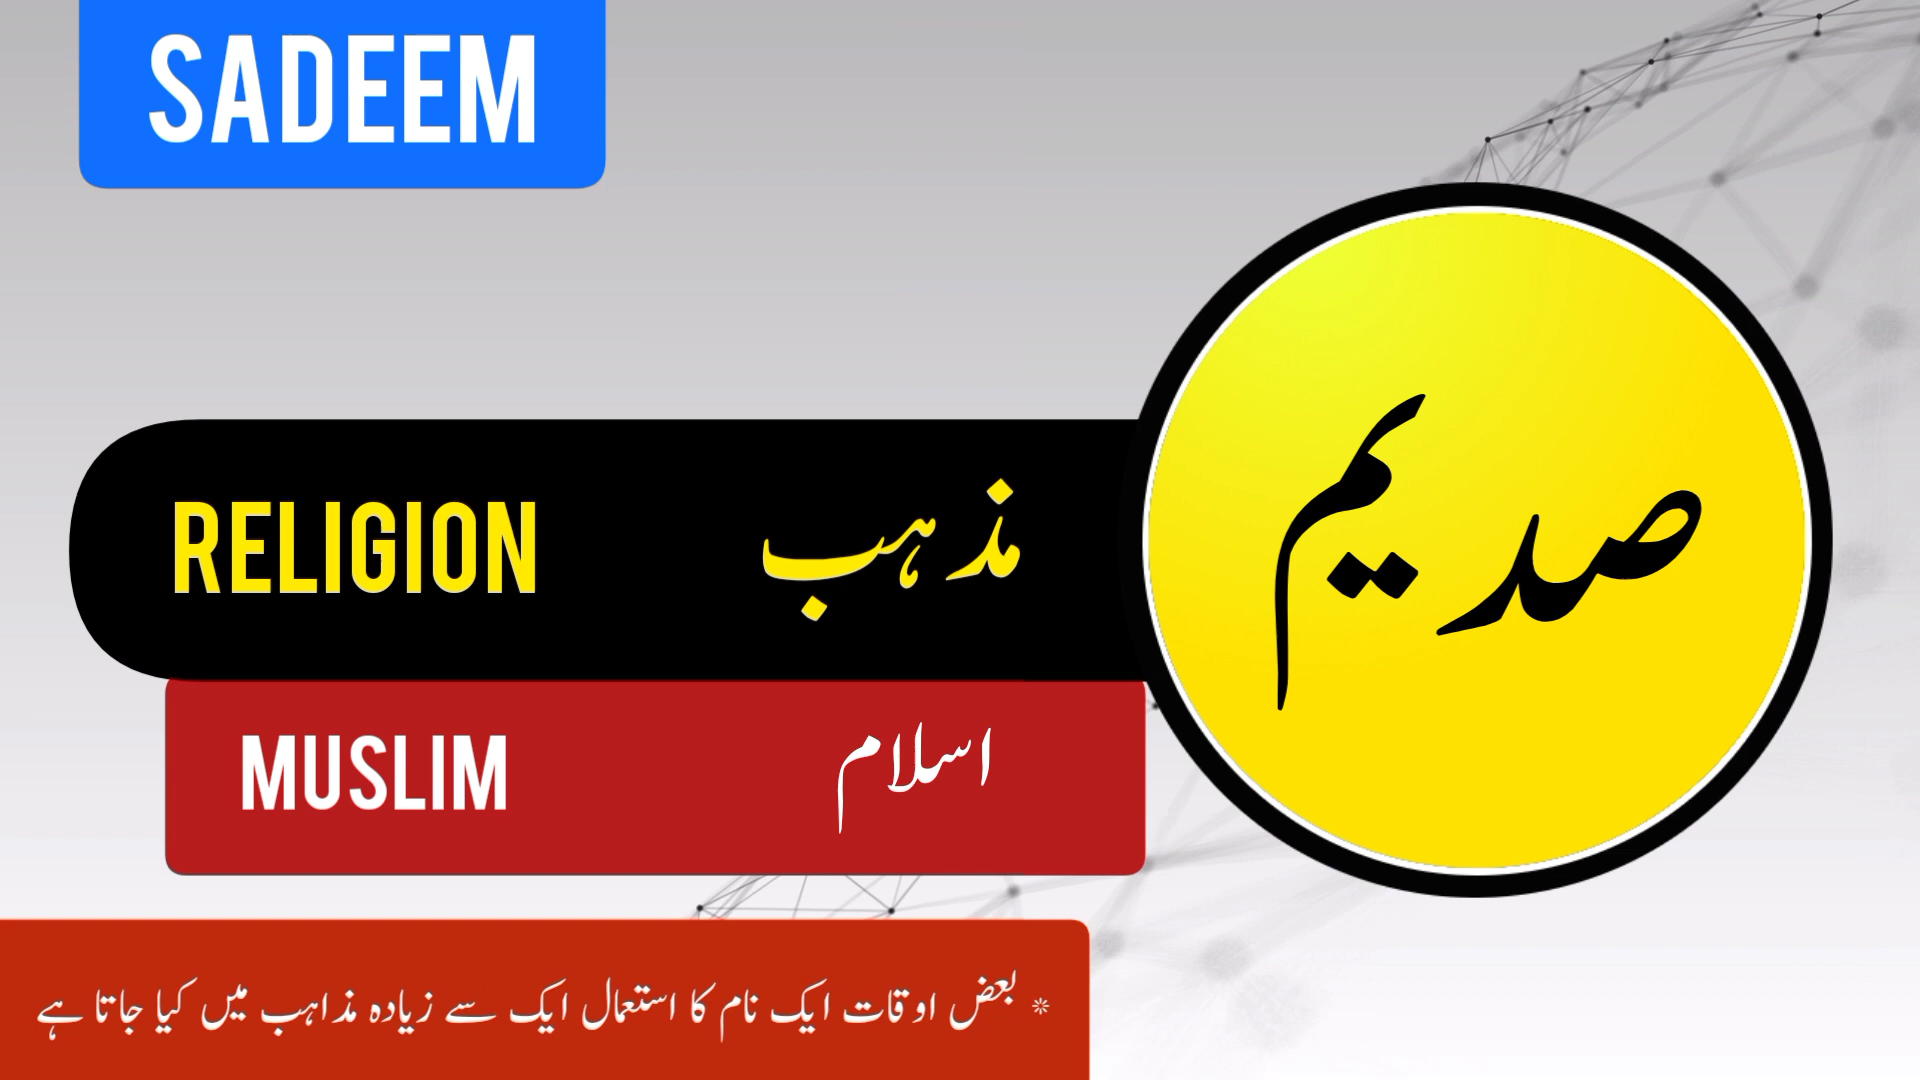 SADEEM
صدیم
RELIGION مذہب
MUSLIM اسلام
* بعض اوقات ایک نام کا استعمال ایک سے زیادہ مذاہب میں کیا جاتا ہے